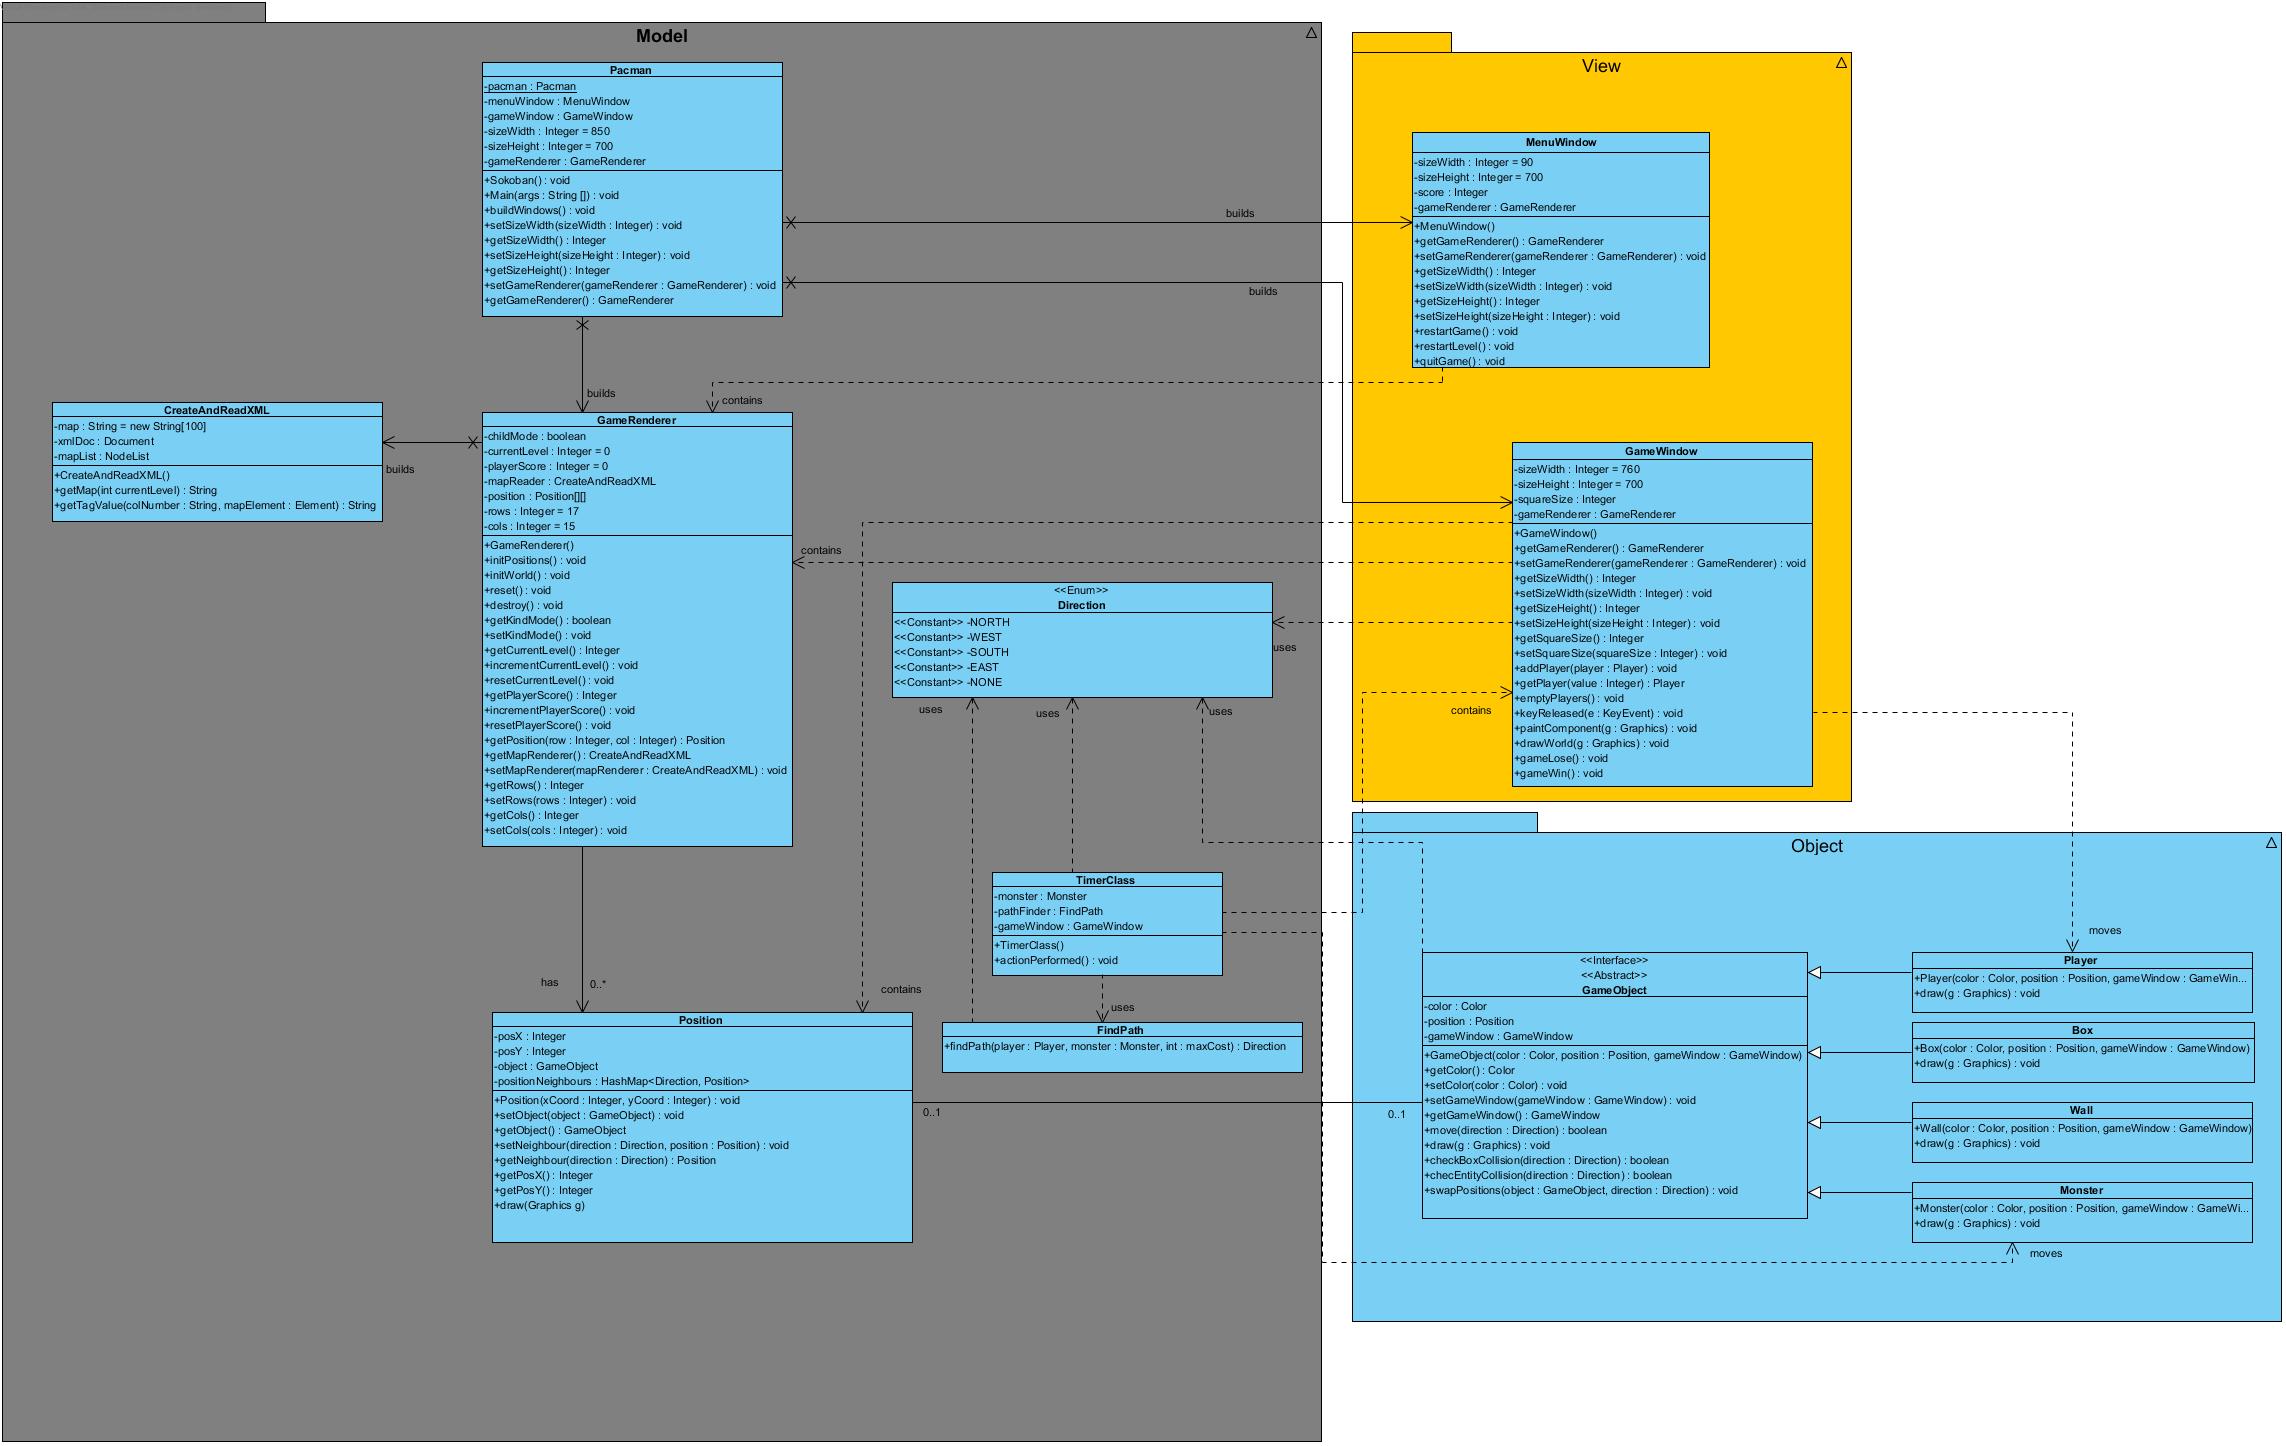 Model
Pacman
-pacman : Pacman
-menuWindow : MenuWindow
-gameWindow : GameWindow
-sizeWidth : Integer = 850
-sizeHeight : Integer = 700
-gameRenderer : GameRenderer
+Sokoban() : void
+Main(args : String []) : void
+buildWindows() : void
+setSizeWidth(sizeWidth : Integer) : void
+getSizeWidth() : Integer
+setSizeHeight(sizeHeight : Integer) : void
+getSizeHeight() : Integer
+setGameRenderer(gameRenderer : GameRenderer) : void
+getGameRenderer() : GameRenderer
builds
builds
builds
contains
CreateAndReadXML
-map : String = new String[100]
-xmlDoc : Document
-mapList : NodeList
+CreateAndReadXML()
+getMap(int currentLevel) : String
+getTagValue(colNumber : String, mapElement : Element) : String
builds
GameRenderer
-childMode : boolean
-currentLevel : Integer = 0
-playerScore : Integer = 0
-mapReader : CreateAndReadXML
-position : Position[][]
-rows : Integer = 17
-cols : Integer = 15
+GameRenderer()
+initPositions() : void
+initWorld() : void
+reset() : void
+destroy() : void
+getKindMode() : boolean
+setKindMode() : void
+getCurrentLevel() : Integer
+incrementCurrentLevel() : void
+resetCurrentLevel() : void
+getPlayerScore() : Integer
+incrementPlayerScore() : void
+resetPlayerScore() : void
+getPosition(row : Integer, col : Integer) : Position
+getMapRenderer() : CreateAndReadXML
+setMapRenderer(mapRenderer : CreateAndReadXML) : void
+getRows() : Integer
+setRows(rows : Integer) : void
+getCols() : Integer
+setCols(cols : Integer) : void
contains
<<Enum>>
Direction
<<Constant>> -NORTH
<<Constant>> -WEST
<<Constant>> -SOUTH
<<Constant>> -EAST
<<Constant>> -NONE
uses
uses
uses
uses
TimerClass
-monster : Monster
-pathFinder : FindPath
-gameWindow : GameWindow
+TimerClass()
+actionPerformed() : void
uses
FindPath
+findPath(player : Player, monster : Monster, int : maxCost) : Direction
has
0..*
contains
Position
-posX : Integer
-posY : Integer
-object : GameObject
-positionNeighbours : HashMap<Direction, Position>
+Position(xCoord : Integer, yCoord : Integer) : void
+setObject(object : GameObject) : void
+getObject() : GameObject
+setNeighbour(direction : Direction, position : Position) : void
+getNeighbour(direction : Direction) : Position
+getPosX() : Integer
+getPosY() : Integer
+draw(Graphics g)
0..1
0..1
View
MenuWindow
-sizeWidth : Integer = 90
-sizeHeight : Integer = 700
-score : Integer
-gameRenderer : GameRenderer
+MenuWindow()
+getGameRenderer() : GameRenderer
+setGameRenderer(gameRenderer : GameRenderer) : void
+getSizeWidth() : Integer
+setSizeWidth(sizeWidth : Integer) : void
+getSizeHeight() : Integer
+setSizeHeight(sizeHeight : Integer) : void
+restartGame() : void
+restartLevel() : void
+quitGame() : void
GameWindow
-sizeWidth : Integer = 760
-sizeHeight : Integer = 700
-squareSize : Integer
-gameRenderer : GameRenderer
+GameWindow()
+getGameRenderer() : GameRenderer
+setGameRenderer(gameRenderer : GameRenderer) : void
+getSizeWidth() : Integer
+setSizeWidth(sizeWidth : Integer) : void
+getSizeHeight() : Integer
+setSizeHeight(sizeHeight : Integer) : void
+getSquareSize() : Integer
+setSquareSize(squareSize : Integer) : void
+addPlayer(player : Player) : void
+getPlayer(value : Integer) : Player
+emptyPlayers() : void
+keyReleased(e : KeyEvent) : void
+paintComponent(g : Graphics) : void
+drawWorld(g : Graphics) : void
+gameLose() : void
+gameWin() : void
contains
Object
moves
<<Interface>>
<<Abstract>>
GameObject
-color : Color
-position : Position
-gameWindow : GameWindow
+GameObject(color : Color, position : Position, gameWindow : GameWindow)
+getColor() : Color
+setColor(color : Color) : void
+setGameWindow(gameWindow : GameWindow) : void
+getGameWindow() : GameWindow
+move(direction : Direction) : boolean
+draw(g : Graphics) : void
+checkBoxCollision(direction : Direction) : boolean
+checEntityCollision(direction : Direction) : boolean
+swapPositions(object : GameObject, direction : Direction) : void
Player
+Player(color : Color, position : Position, gameWindow : GameWin...
+draw(g : Graphics) : void
Box
+Box(color : Color, position : Position, gameWindow : GameWindow)
+draw(g : Graphics) : void
Wall
+Wall(color : Color, position : Position, gameWindow : GameWindow)
+draw(g : Graphics) : void
Monster
+Monster(color : Color, position : Position, gameWindow : GameWi...
+draw(g : Graphics) : void
moves